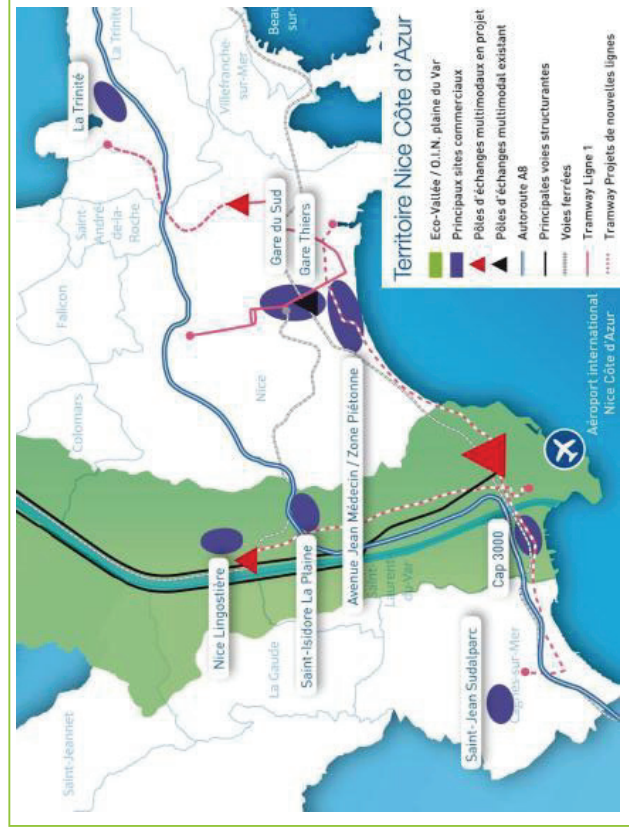 Territoire Nice Côte d'Azur
Eco-Vallée / O.I.N. plaine du Var
Principaux sites commerciaux
Pôles d'échanges multimodaux en projet
Pôles d'échanges multimodal existant
Autoroute A8
Principales voies structurantes
Voies ferrées
Tramway Ligne 1
Tramway Projets de nouvelles lignes
Saint-Jeannet
La Gaude
Colomars
Falicon
Saint
André-
de-la-
Roche
La Trinité
La Trinité
Villefranche-
sur-Mer
Beau
sur-
Nice
Gare du Sud
Gare Thiers
Nice Lingostière
Saint-Isidore La Plaine
Avenue Jean Médecin / Zone Piétonne
Laurent
du-Var
Cap 3000
Saint-Jean Sudalparc
Cagnes-sur-Mer
Aéroport international
Nice Côte d'Azur